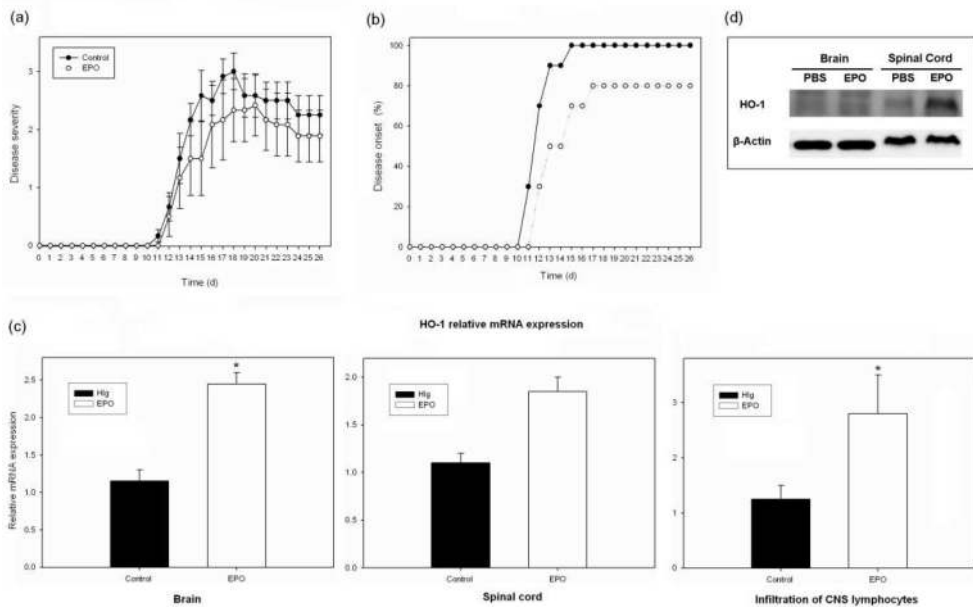 (a)
Control
EPO
Disease severity
3
2
1
0
0 1 2 3 4 5 6 7 8 9 10 11 12 13 14 15 16 17 18 19 20 21 22 23 24 25 26
Time (d)
(b)
Disease onset (%)
100
80
60
40
20
0
0 1 2 3 4 5 6 7 8 9 10 11 12 13 14 15 16 17 18 19 20 21 22 23 24 25 26
Time (d)
(d)
Brain Spinal Cord
PBS EPO PBS EPO
HO-1
β-Actin
(c)
HO-1 relative mRNA expression
Relative mRNA expression
2.5
2.0
1.5
1.0
0.5
0.0
HIg
EPO
*
Control EPO
Brain
2.0
1.5
1.0
0.5
0.0
HIg
EPO
Control EPO
Spinal cord
3
2
1
0
HIg
EPO
*
Control EPO
Infiltration of CNS lymphocytes